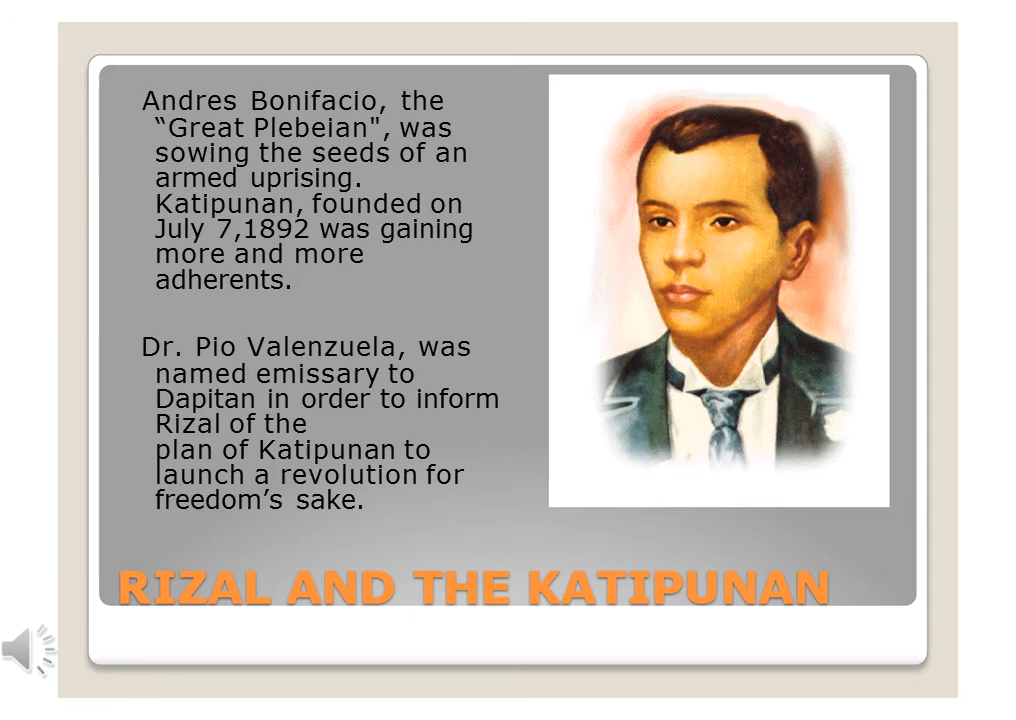 Andres Bonifacio, the
“Great Plebeian", was
sowing the seeds of an
armed uprising.
Katipunan, founded on
July 7,1892 was gaining
more and more
adherents.
Dr. Pio Valenzuela, was
named emissary to
Dapitan in order to inform
Rizal of the
plan of Katipunan to
launch a revolution for
freedom’s sake.
RIZAL AND THE KATIPUNAN